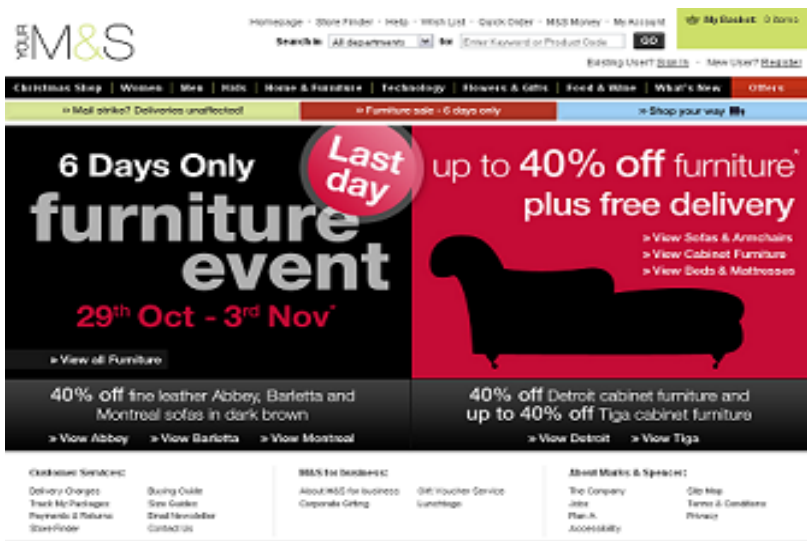 YOUR M&S
Homepage - Store Finder - Help - Wish List - Quick Order - M&S Money - My Account
My Basket: 0 items
Search in All departments for Enter Keyword or Product Code GO
Existing User? Sign In - New User? Register
Christmas Shop | Women | Men | Kids | Home & Furniture | Technology | Flowers & Gifts | Food & Wine | What's New Offers
» Mail strike? Deliveries unaffected!
» Furniture sale - 6 days only
» Shop your way
6 Days Only
furniture
event
29th Oct - 3rd Nov*
» View all Furniture
Last
day
up to 40% off furniture*
plus free delivery
» View Sofas & Armchairs
» View Cabinet Furniture
» View Beds & Mattresses
40% off fine leather Abbey, Barletta and
Montreal sofas in dark brown
» View Abbey » View Barletta » View Montreal
40% off Detroit cabinet furniture and
up to 40% off Tiga cabinet furniture
» View Detroit » View Tiga
Customer Services:
Delivery Charges
Track My Packages
Payments & Returns
Store Finder
Buying Guide
Size Guides
Email Newsletter
Contact Us
M&S for business:
About M&S for business
Corporate Gifting
Gift Voucher Service
Lunchtogo
About Marks & Spencer:
The Company
Jobs
Plan A
Accessibility
Site Map
Terms & Conditions
Privacy